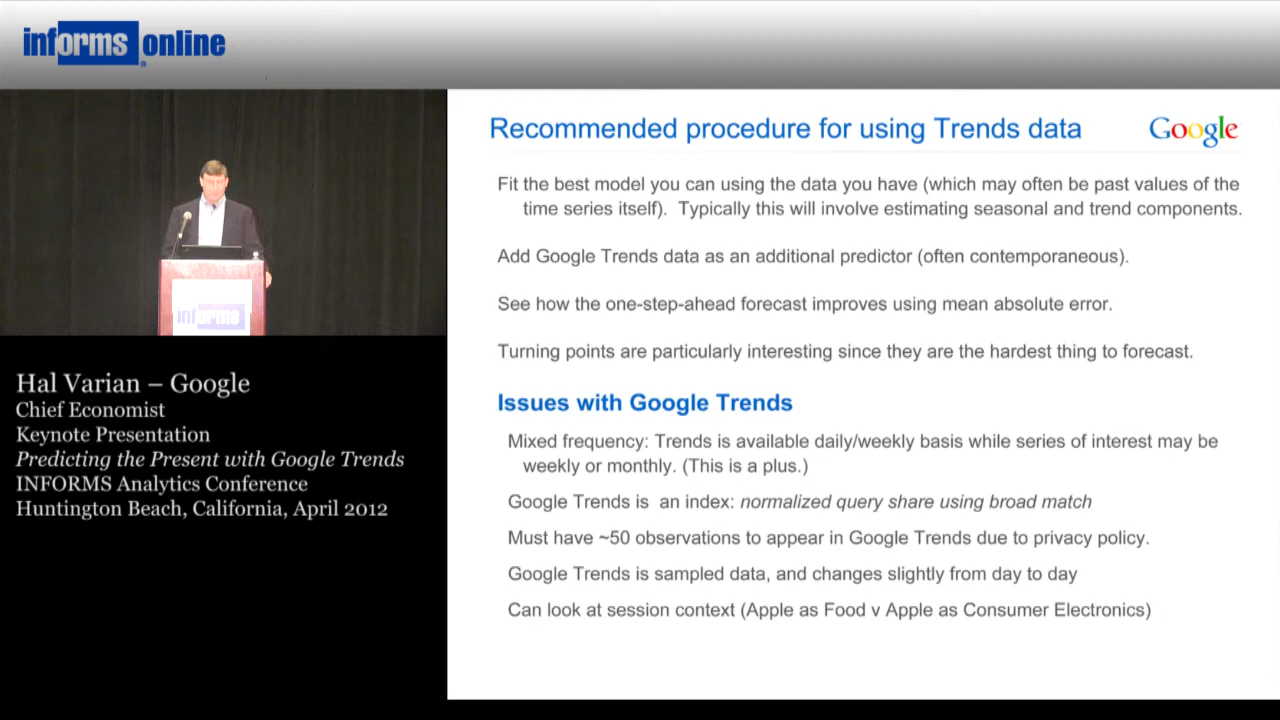 informs online
®
informs
Hal Varian – Google
Chief Economist
Keynote Presentation
Predicting the Present with Google Trends
INFORMS Analytics Conference
Huntington Beach, California, April 2012
Recommended procedure for using Trends data
Google
Fit the best model you can using the data you have (which may often be past values of the
time series itself).  Typically this will involve estimating seasonal and trend components.
Add Google Trends data as an additional predictor (often contemporaneous).
See how the one-step-ahead forecast improves using mean absolute error.
Turning points are particularly interesting since they are the hardest thing to forecast.
Issues with Google Trends
Mixed frequency: Trends is available daily/weekly basis while series of interest may be
weekly or monthly. (This is a plus.)
Google Trends is  an index: normalized query share using broad match
Must have ~50 observations to appear in Google Trends due to privacy policy.
Google Trends is sampled data, and changes slightly from day to day
Can look at session context (Apple as Food v Apple as Consumer Electronics)